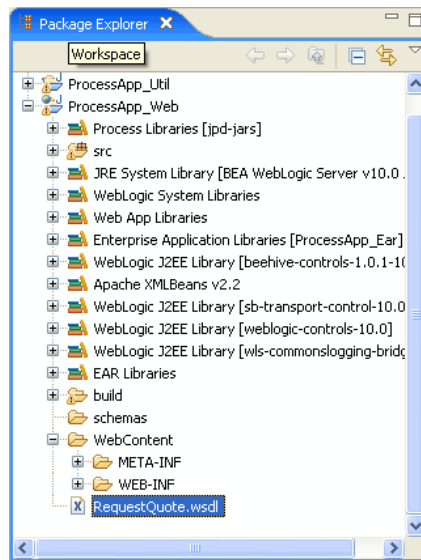 Package Explorer
Workspace
ProcessApp_Util
ProcessApp_Web
Process Libraries [jpd-jars]
src
JRE System Library [BEA WebLogic Server v10.0 .
WebLogic System Libraries
Web App Libraries
Enterprise Application Libraries [ProcessApp_Ear]
WebLogic J2EE Library [beehive-controls-1.0.1-10
Apache XMLBeans v2.2
WebLogic J2EE Library [sb-transport-control-10.0
WebLogic J2EE Library [weblogic-controls-10.0]
WebLogic J2EE Library [wls-commonslogging-bridg
EAR Libraries
build
schemas
WebContent
META-INF
WEB-INF
RequestQuote.wsdl